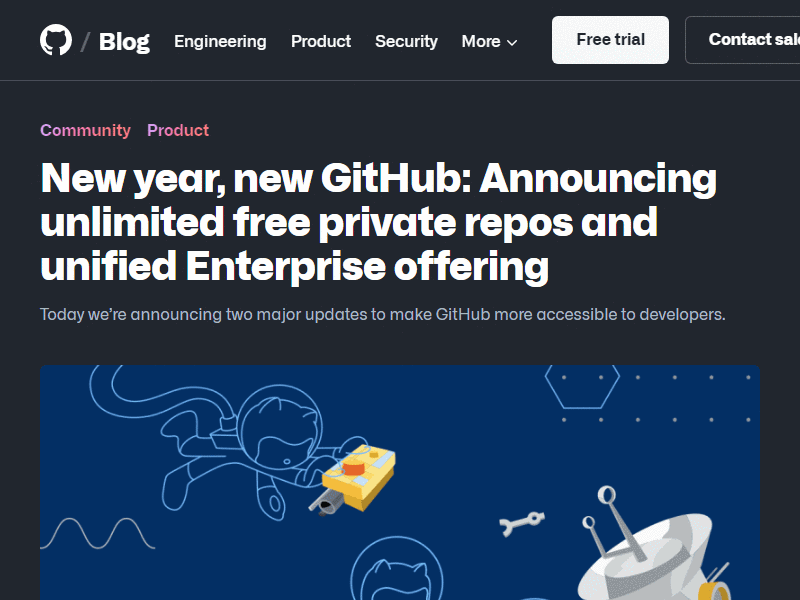 / Blog Engineering Product Security More Free trial Contact sal
Community Product
New year, new GitHub: Announcing
unlimited free private repos and
unified Enterprise offering
Today we’re announcing two major updates to make GitHub more accessible to developers.